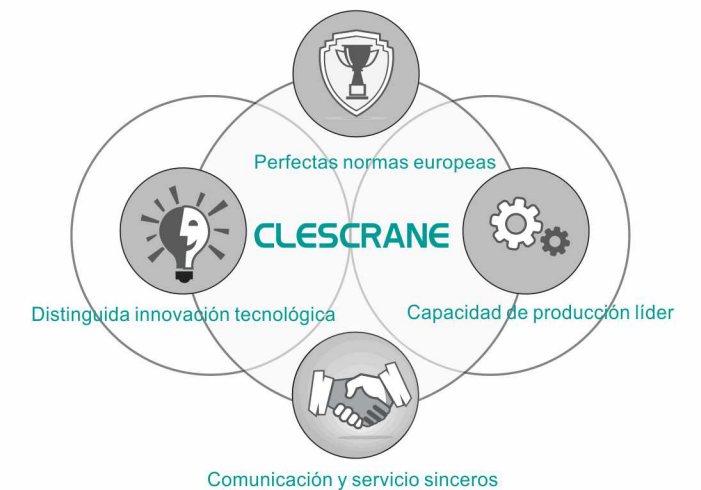 Perfectas normas europeas
CLESCRANE
Distinguida innovación tecnológica
Capacidad de producción líder
Comunicación y servicio sinceros